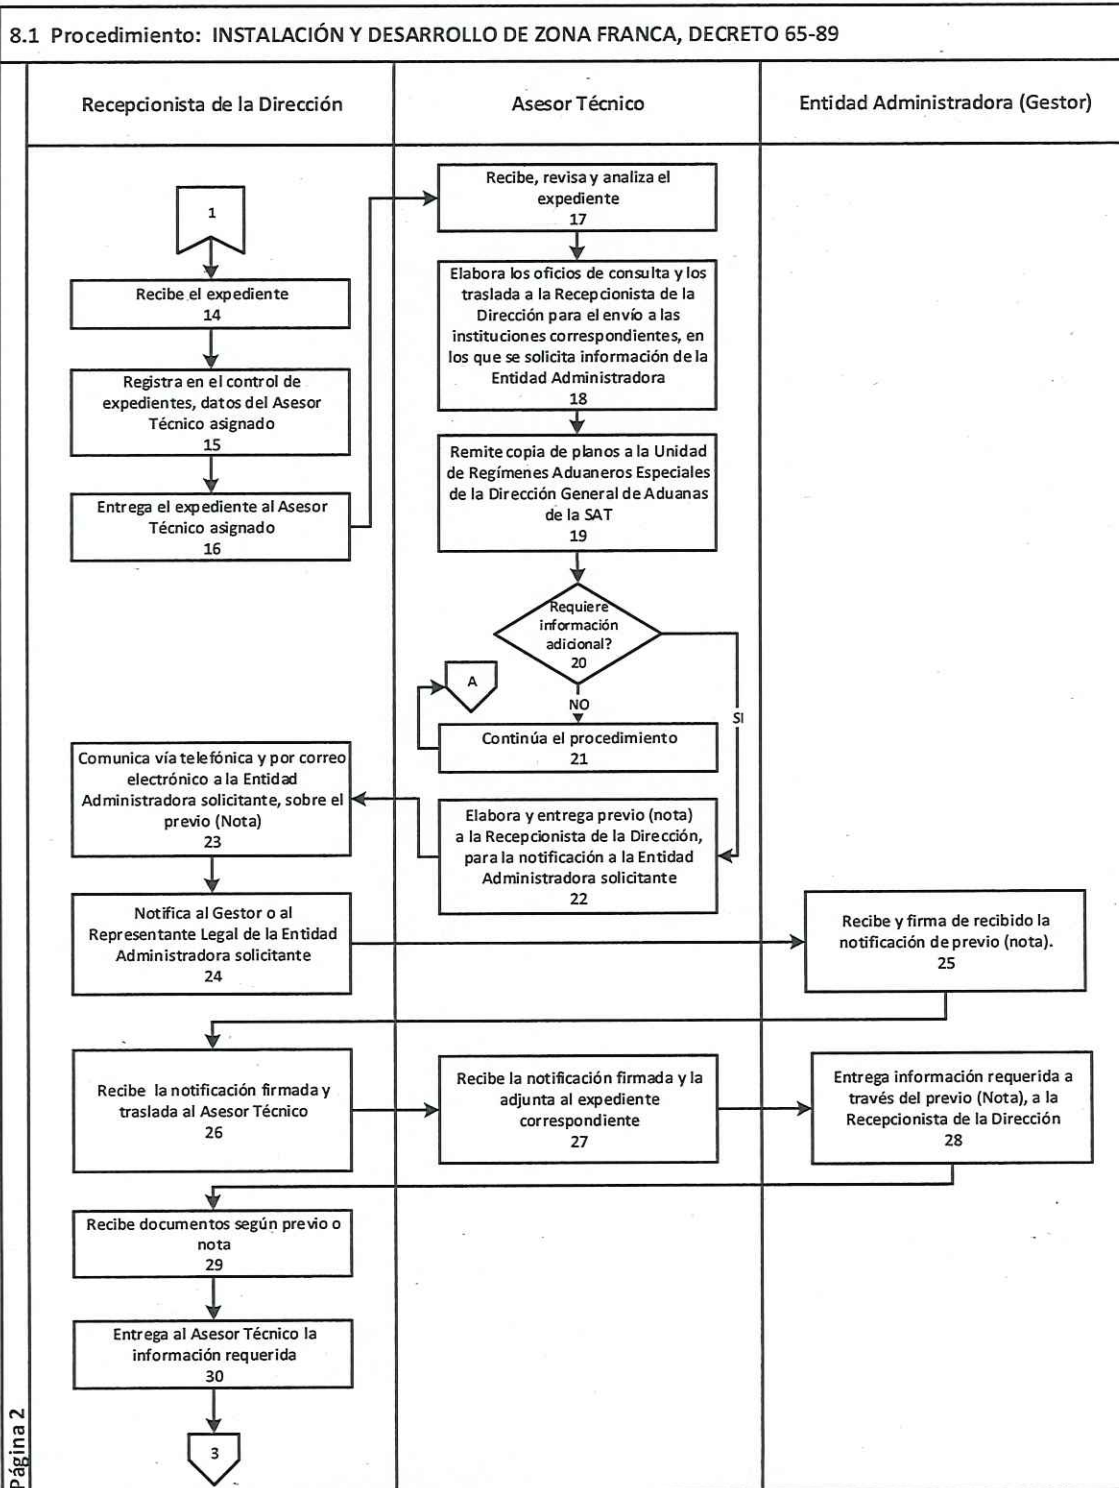 8.1 Procedimiento: INSTALACIÓN Y DESARROLLO DE ZONA FRANCA, DECRETO 65-89
Recepcionista de la Dirección
Asesor Técnico
Entidad Administradora (Gestor)
1
Recibe el expediente
14
Registra en el control de
expedientes, datos del Asesor
Técnico asignado
15
Entrega el expediente al Asesor
Técnico asignado
16
Recibe, revisa y analiza el
expediente
17
Elabora los oficios de consulta y los
traslada a la Recepcionista de la
Dirección para el envío a las
instituciones correspondientes, en
los que se solicita información de la
Entidad Administradora
18
Remite copia de planos a la Unidad
de Regímenes Aduaneros Especiales
de la Dirección General de Aduanas
de la SAT
19
Requiere
información
adicional?
20
A
NO
SI
Continúa el procedimiento
21
Elabora y entrega previo (nota)
a la Recepcionista de la Dirección,
para la notificación a la Entidad
Administradora solicitante
22
Comunica vía telefónica y por correo
electrónico a la Entidad
Administradora solicitante, sobre el
previo (Nota)
23
Notifica al Gestor o al
Representante Legal de la Entidad
Administradora solicitante
24
Recibe y firma de recibido la
notificación de previo (nota).
25
Recibe la notificación firmada y
traslada al Asesor Técnico
26
Recibe la notificación firmada y la
adjunta al expediente
correspondiente
27
Entrega información requerida a
través del previo (Nota), a la
Recepcionista de la Dirección
28
Recibe documentos según previo o
nota
29
Entrega al Asesor Técnico la
información requerida
30
3
Página 2